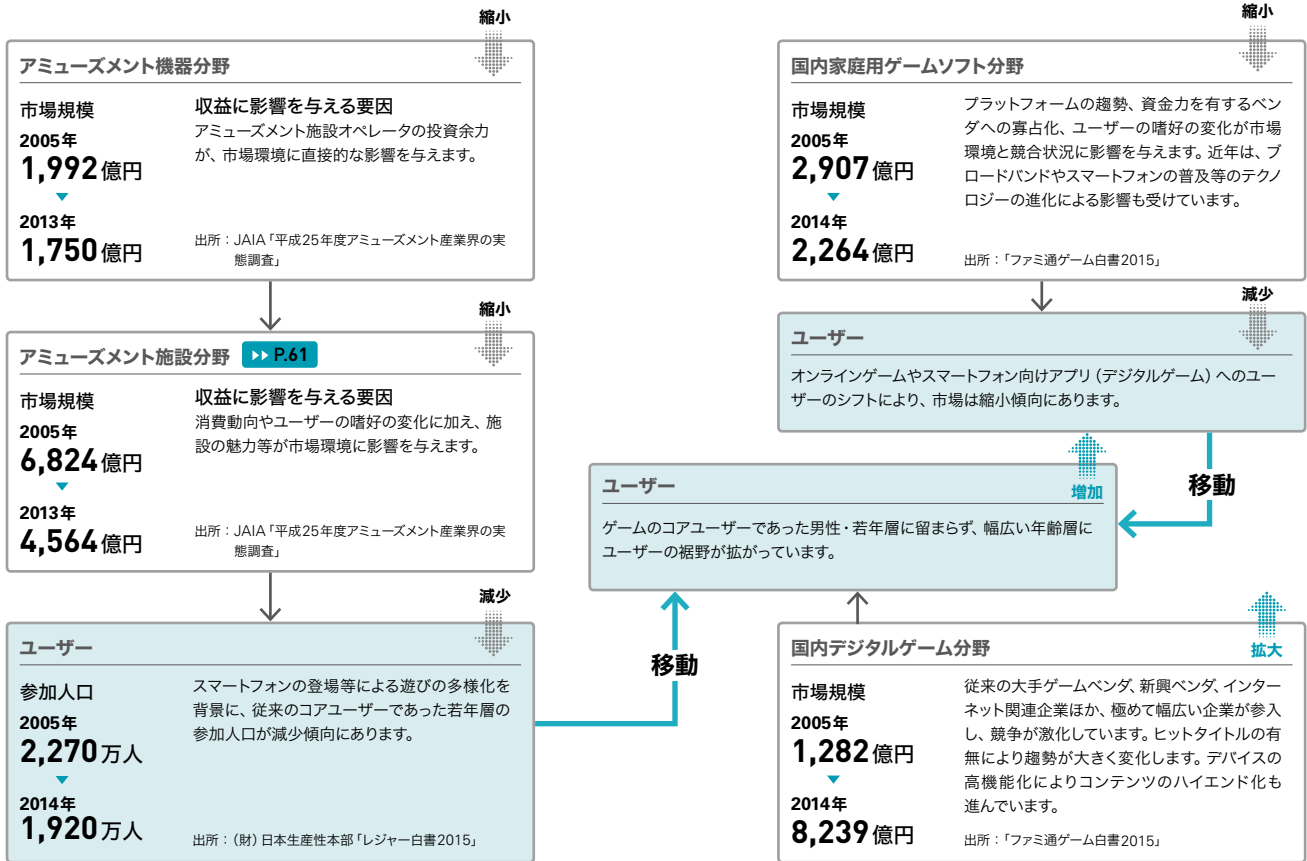 縮小
アミューズメント機器分野
市場規模
2005年
1,992億円
2013年
1,750億円
収益に影響を与える要因
アミューズメント施設オペレータの投資余力
が、市場環境に直接的な影響を与えます。
出所：JAIA「平成25年度アミューズメント産業界の実
態調査」
縮小
アミューズメント施設分野 P.61
市場規模
2005年
6,824億円
2013年
4,564億円
収益に影響を与える要因
消費動向やユーザーの嗜好の変化に加え、施
設の魅力等が市場環境に影響を与えます。
出所：JAIA「平成25年度アミューズメント産業界の実
態調査」
減少
ユーザー
参加人口
2005年
2,270万人
2014年
1,920万人
スマートフォンの登場等による遊びの多様化を
背景に、従来のコアユーザーであった若年層の
参加人口が減少傾向にあります。
出所：（財）日本生産性本部「レジャー白書2015」
移動
縮小
国内家庭用ゲームソフト分野
市場規模
2005年
2,907億円
2014年
2,264億円
プラットフォームの趨勢、資金力を有するベン
ダへの寡占化、ユーザーの嗜好の変化が市場
環境と競合状況に影響を与えます。近年は、ブ
ロードバンドやスマートフォンの普及等のテクノ
ロジーの進化による影響も受けています。
出所：「ファミ通ゲーム白書2015」
減少
ユーザー
オンラインゲームやスマートフォン向けアプリ（デジタルゲーム）へのユー
ザーのシフトにより、市場は縮小傾向にあります。
移動
ユーザー
増加
ゲームのコアユーザーであった男性・若年層に留まらず、幅広い年齢層に
ユーザーの裾野が拡がっています。
国内デジタルゲーム分野
拡大
市場規模
2005年
1,282億円
2014年
8,239億円
従来の大手ゲームベンダ、新興ベンダ、インター
ネット関連企業ほか、極めて幅広い企業が参入
し、競争が激化しています。ヒットタイトルの有
無により趨勢が大きく変化します。デバイスの
高機能化によりコンテンツのハイエンド化も
進んでいます。
出所：「ファミ通ゲーム白書2015」